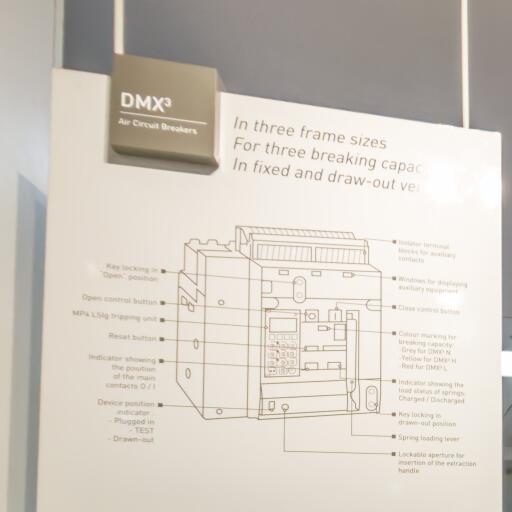 DMX³
Air Circuit Breakers
In three frame sizes
For three breaking
In fixed and draw-out
Key locking in
"Open" position
Open control button
MP4 LSIg tripping unit
Reset button
Indicator showing
the position
of the main
contacts O / I
Device position
indicator
- Plugged in
- TEST
- Drawn-out
Isolator terminal
blocks for auxiliary
contacts
Windows for displaying
auxiliary equipment
Close control button
Colour marking for
breaking capacity:
- Grey for DMX³ N
- Yellow for DMX³ H
- Red for DMX³ L
Indicator showing the
load status of springs:
Charged / Discharged
Key locking in
drawn-out position
Spring loading lever
Lockable aperture for
insertion of the extraction
handle